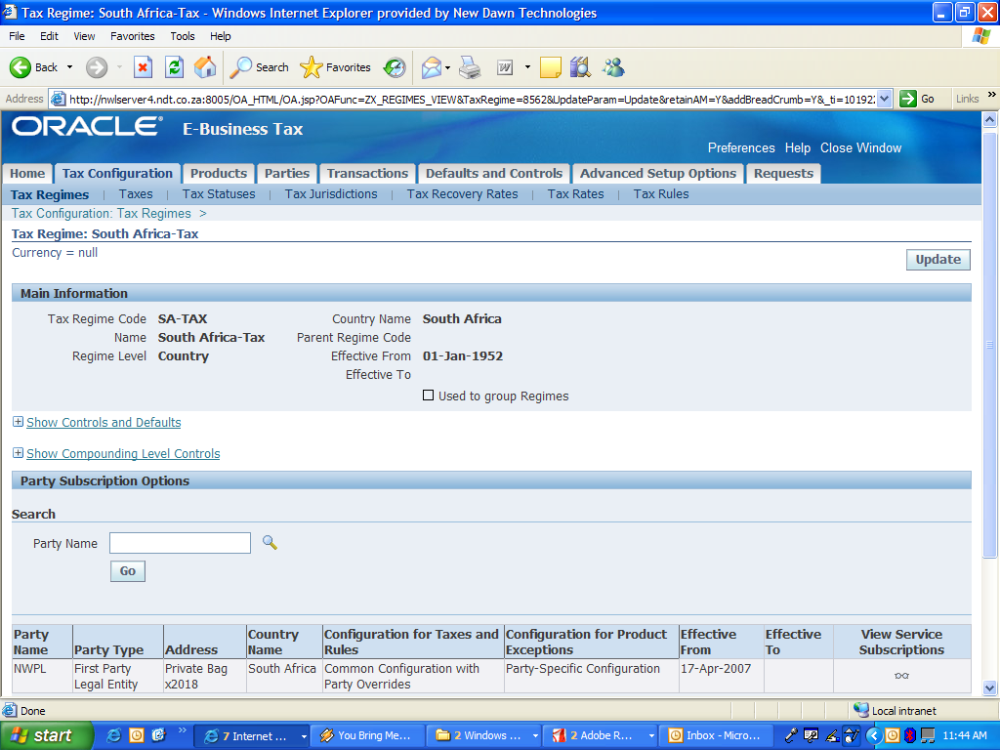 Tax Regime: South Africa-Tax - Windows Internet Explorer provided by New Dawn Technologies
File Edit View Favorites Tools Help
Back Search Favorites
Address http://nwlserver4.ndt.co.za:8005/OA_HTML/OA.jsp?OAFunc=ZX_REGIMES_VIEW&TaxRegime=8562&UpdateParam=Update&retainAM=Y&addBreadCrumb=Y&_ti=10192 Go Links »
ORACLE® E-Business Tax
Preferences Help Close Window
Home Tax Configuration Products Parties Transactions Defaults and Controls Advanced Setup Options Requests
Tax Regimes | Taxes | Tax Statuses | Tax Jurisdictions | Tax Recovery Rates | Tax Rates | Tax Rules
Tax Configuration: Tax Regimes >
Tax Regime: South Africa-Tax
Currency = null
Update
Main Information
Tax Regime Code SA-TAX Country Name South Africa
Name South Africa-Tax Parent Regime Code
Regime Level Country Effective From 01-Jan-1952
Effective To
Used to group Regimes
Show Controls and Defaults
Show Compounding Level Controls
Party Subscription Options
Search
Party Name
Go
Party Name Party Type Address Country Name Configuration for Taxes and Rules Configuration for Product Exceptions Effective From Effective To View Service Subscriptions
NWPL First Party Legal Entity Private Bag x2018 South Africa Common Configuration with Party Overrides Party-Specific Configuration 17-Apr-2007
Done Local intranet
start » 7 Internet ... You Bring Me... 2 Windows ... 2 Adobe R... Inbox - Micro... 11:44 AM